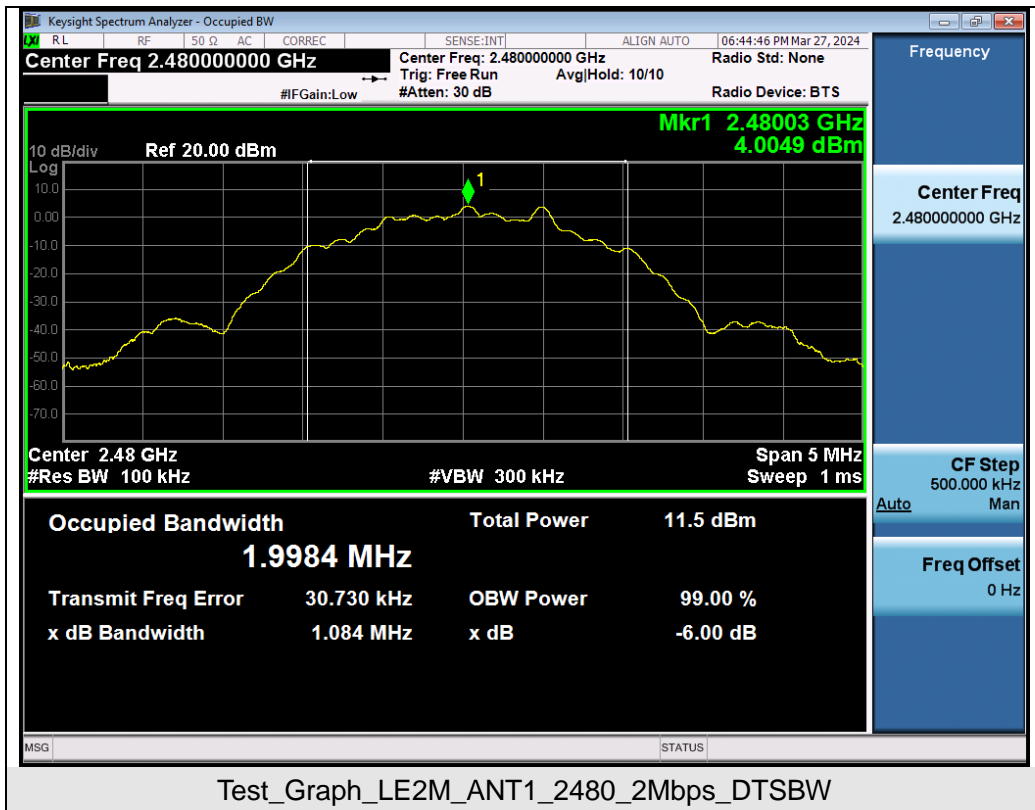 Keysight Spectrum Analyzer - Occupied BW
LXI RL RF 50 Ω AC CORREC SENSE:INT ALIGN AUTO 06:44:46 PM Mar 27, 2024
Center Freq 2.480000000 GHz
#IFGain:Low
Center Freq: 2.480000000 GHz
Trig: Free Run Avg|Hold: 10/10
#Atten: 30 dB
Radio Std: None
Radio Device: BTS
Mkr1 2.48003 GHz
4.0049 dBm
10 dB/div Ref 20.00 dBm
Log
10.0
0.00
-10.0
-20.0
-30.0
-40.0
-50.0
-60.0
-70.0
1
Center 2.48 GHz Span 5 MHz
#Res BW 100 kHz #VBW 300 kHz Sweep 1 ms
Occupied Bandwidth Total Power 11.5 dBm
1.9984 MHz
Transmit Freq Error 30.730 kHz OBW Power 99.00 %
x dB Bandwidth 1.084 MHz x dB -6.00 dB
Frequency
Center Freq
2.480000000 GHz
CF Step
500.000 kHz
Auto Man
Freq Offset
0 Hz
MSG STATUS
Test_Graph_LE2M_ANT1_2480_2Mbps_DTSBW